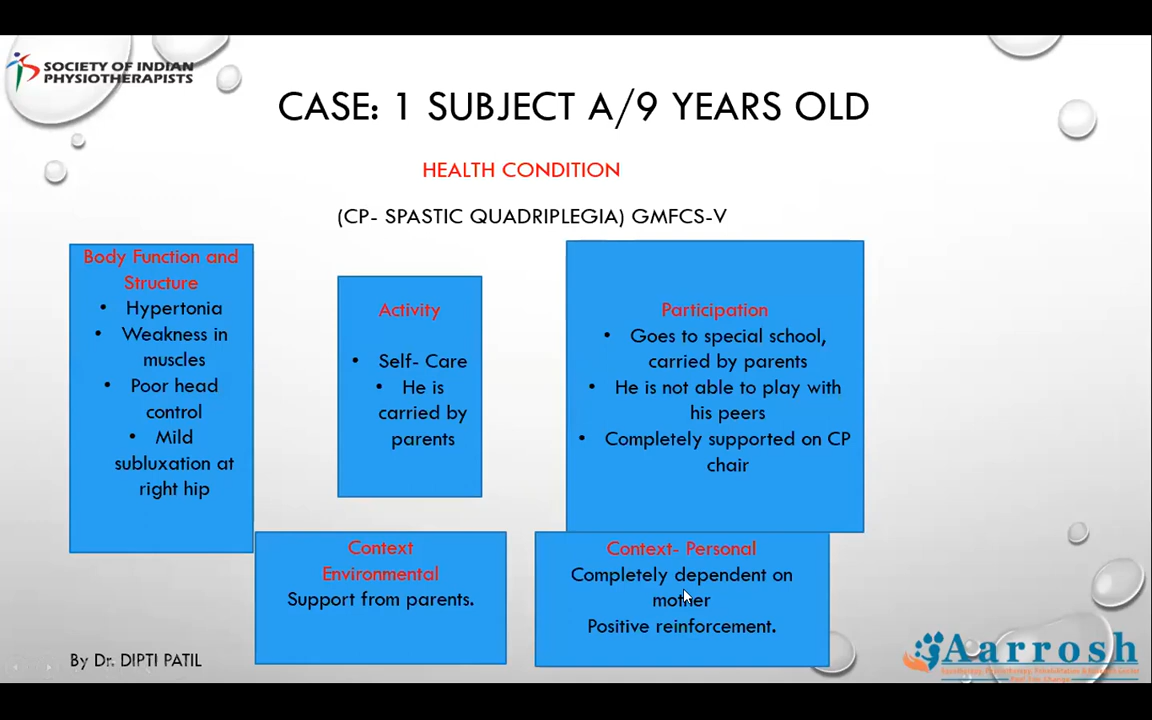 SOCIETY OF INDIAN
PHYSIOTHERAPISTS
CASE: 1 SUBJECT A/9 YEARS OLD
HEALTH CONDITION
(CP- SPASTIC QUADRIPLEGIA) GMFCS-V
Body Function and
Structure
• Hypertonia
• Weakness in
muscles
• Poor head
control
• Mild
subluxation at
right hip
Activity
• Self- Care
• He is
carried by
parents
Participation
• Goes to special school,
carried by parents
• He is not able to play with
his peers
• Completely supported on CP
chair
Context
Environmental
Support from parents.
Context- Personal
Completely dependent on
mother
Positive reinforcement.
By Dr. DIPTI PATIL
Aarrosh